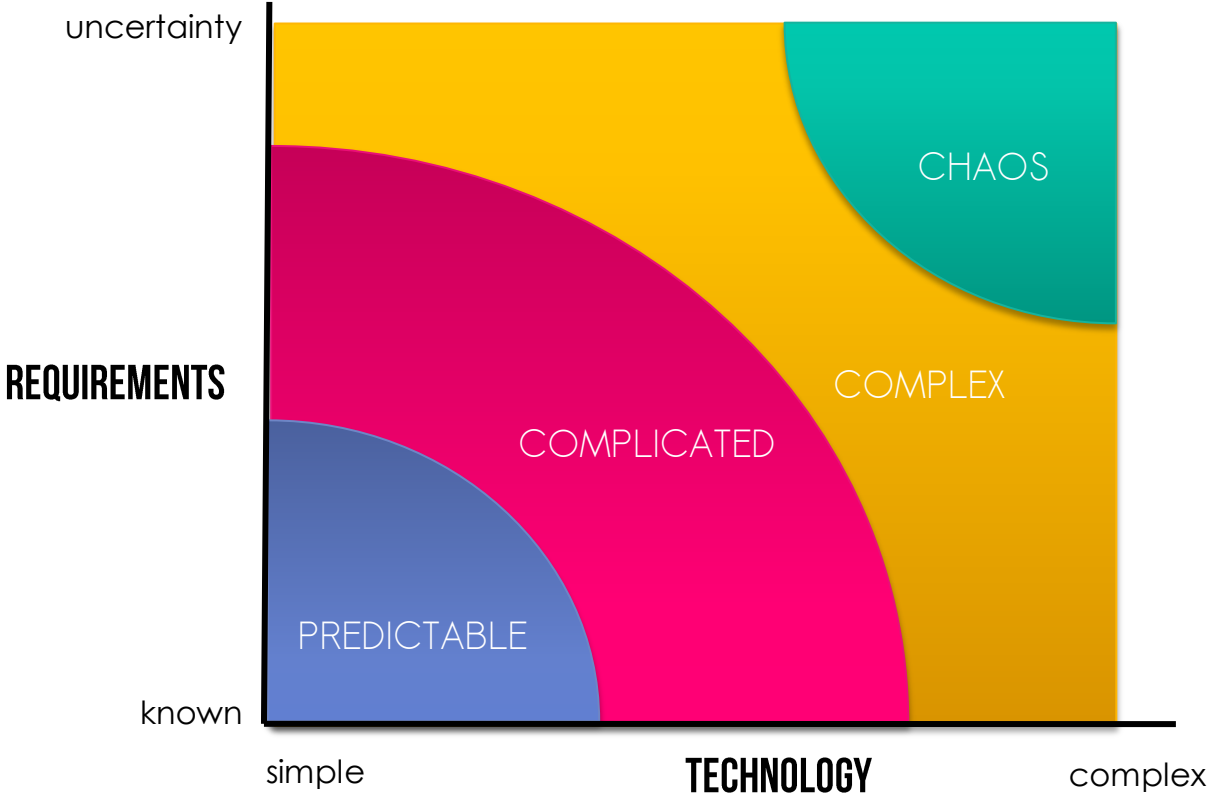 uncertainty
CHAOS
REQUIREMENTS
COMPLEX
COMPLICATED
PREDICTABLE
known
simple
TECHNOLOGY
complex